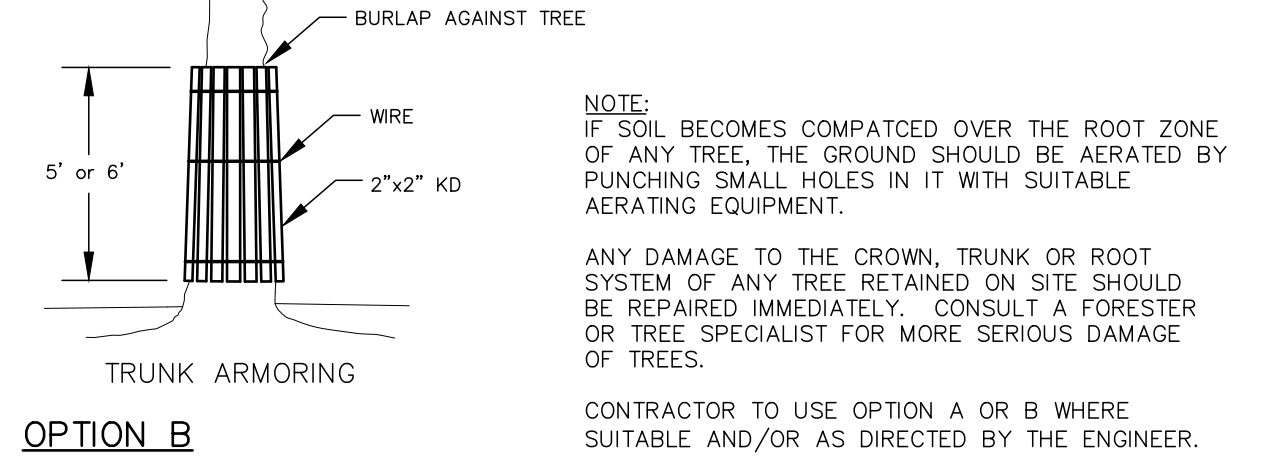 BURLAP AGAINST TREE
WIRE
5' or 6'
2"x2" KD
TRUNK ARMORING
OPTION B
NOTE:
IF SOIL BECOMES COMPATCED OVER THE ROOT ZONE
OF ANY TREE, THE GROUND SHOULD BE AERATED BY
PUNCHING SMALL HOLES IN IT WITH SUITABLE
AERATING EQUIPMENT.
ANY DAMAGE TO THE CROWN, TRUNK OR ROOT
SYSTEM OF ANY TREE RETAINED ON SITE SHOULD
BE REPAIRED IMMEDIATELY.  CONSULT A FORESTER
OR TREE SPECIALIST FOR MORE SERIOUS DAMAGE
OF TREES.
CONTRACTOR TO USE OPTION A OR B WHERE
SUITABLE AND/OR AS DIRECTED BY THE ENGINEER.